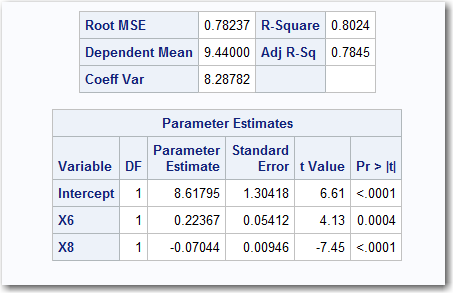 Root MSE 0.78237 R-Square 0.8024
Dependent Mean 9.44000 Adj R-Sq 0.7845
Coeff Var 8.28782
Parameter Estimates
Variable DF Parameter Estimate Standard Error t Value Pr > |t|
Intercept 1 8.61795 1.30418 6.61 <.0001
X6 1 0.22367 0.05412 4.13 0.0004
X8 1 -0.07044 0.00946 -7.45 <.0001